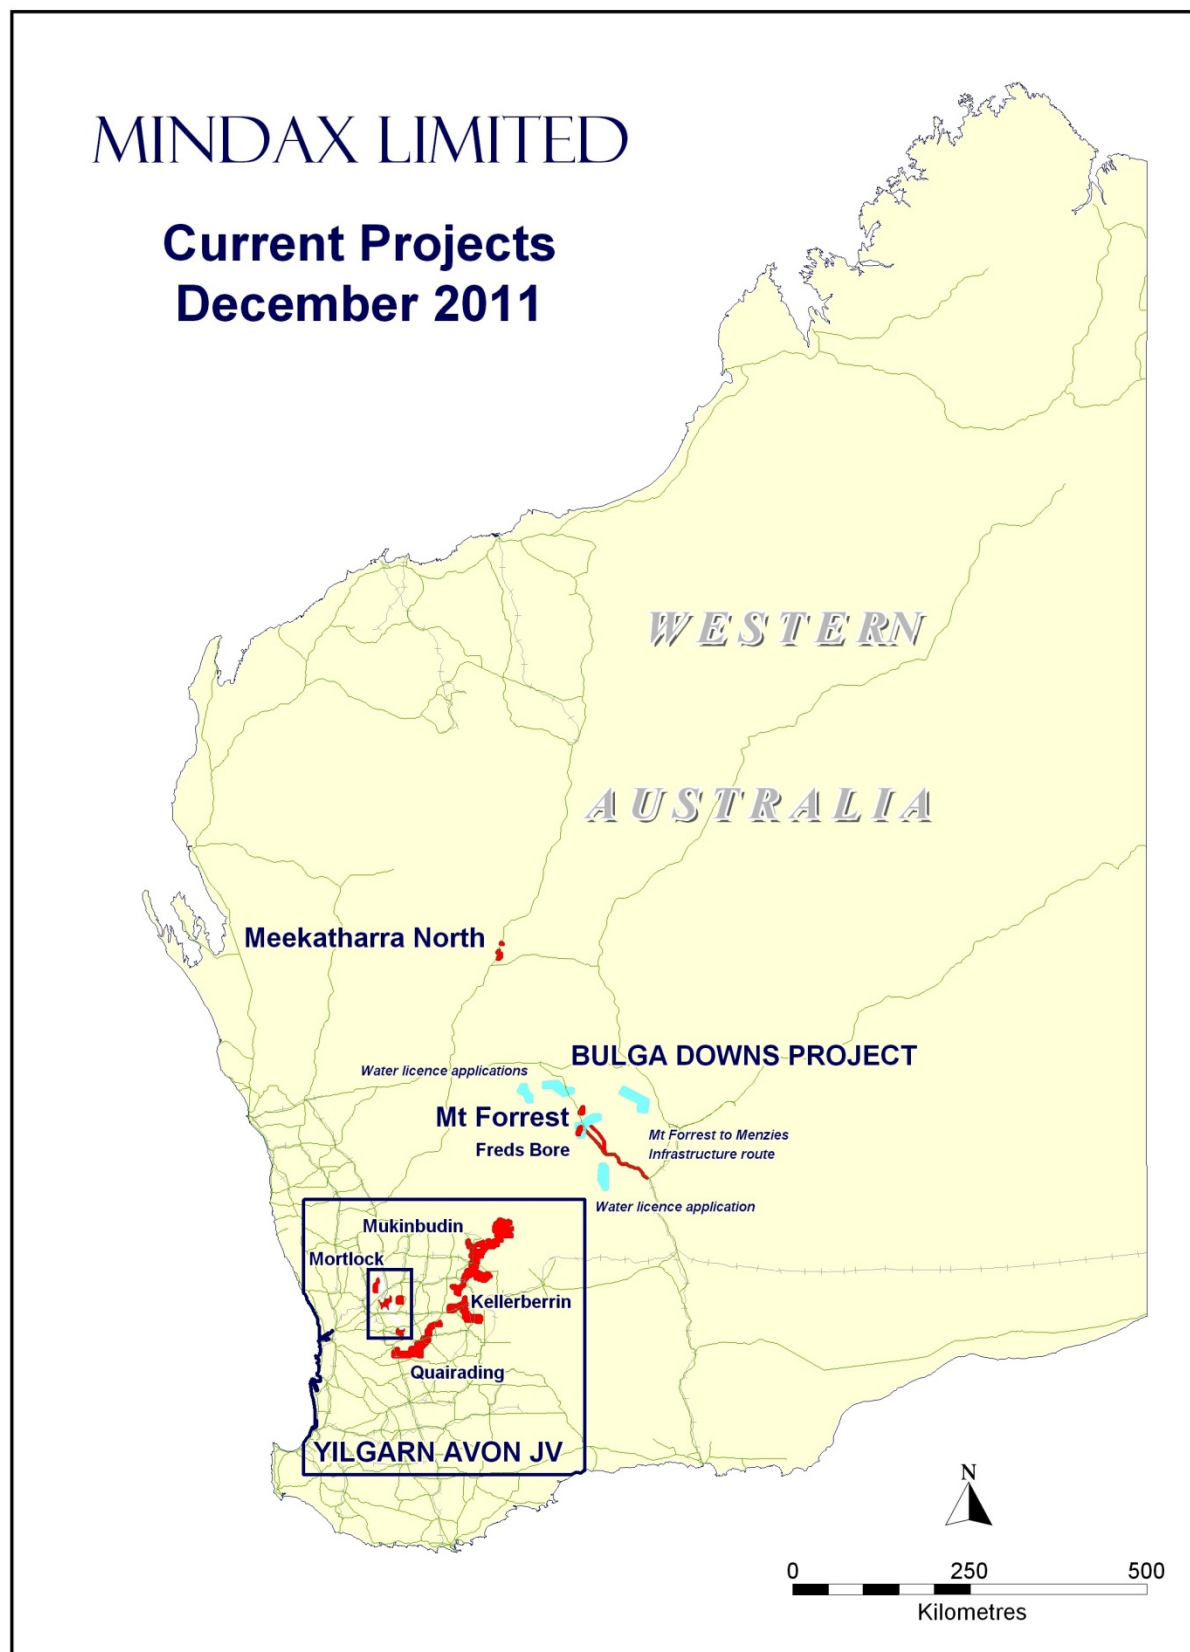 MINDAX LIMITED
Current Projects
December 2011
WESTERN
AUSTRALIA
Meekatharra North
BULGA DOWNS PROJECT
Water licence applications
Mt Forrest
Freds Bore
Mt Forrest to Menzies
Infrastructure route
Water licence application
Mukinbudin
Mortlock
Kellerberrin
Quairading
YILGARN AVON JV
N
0 250 500
Kilometres